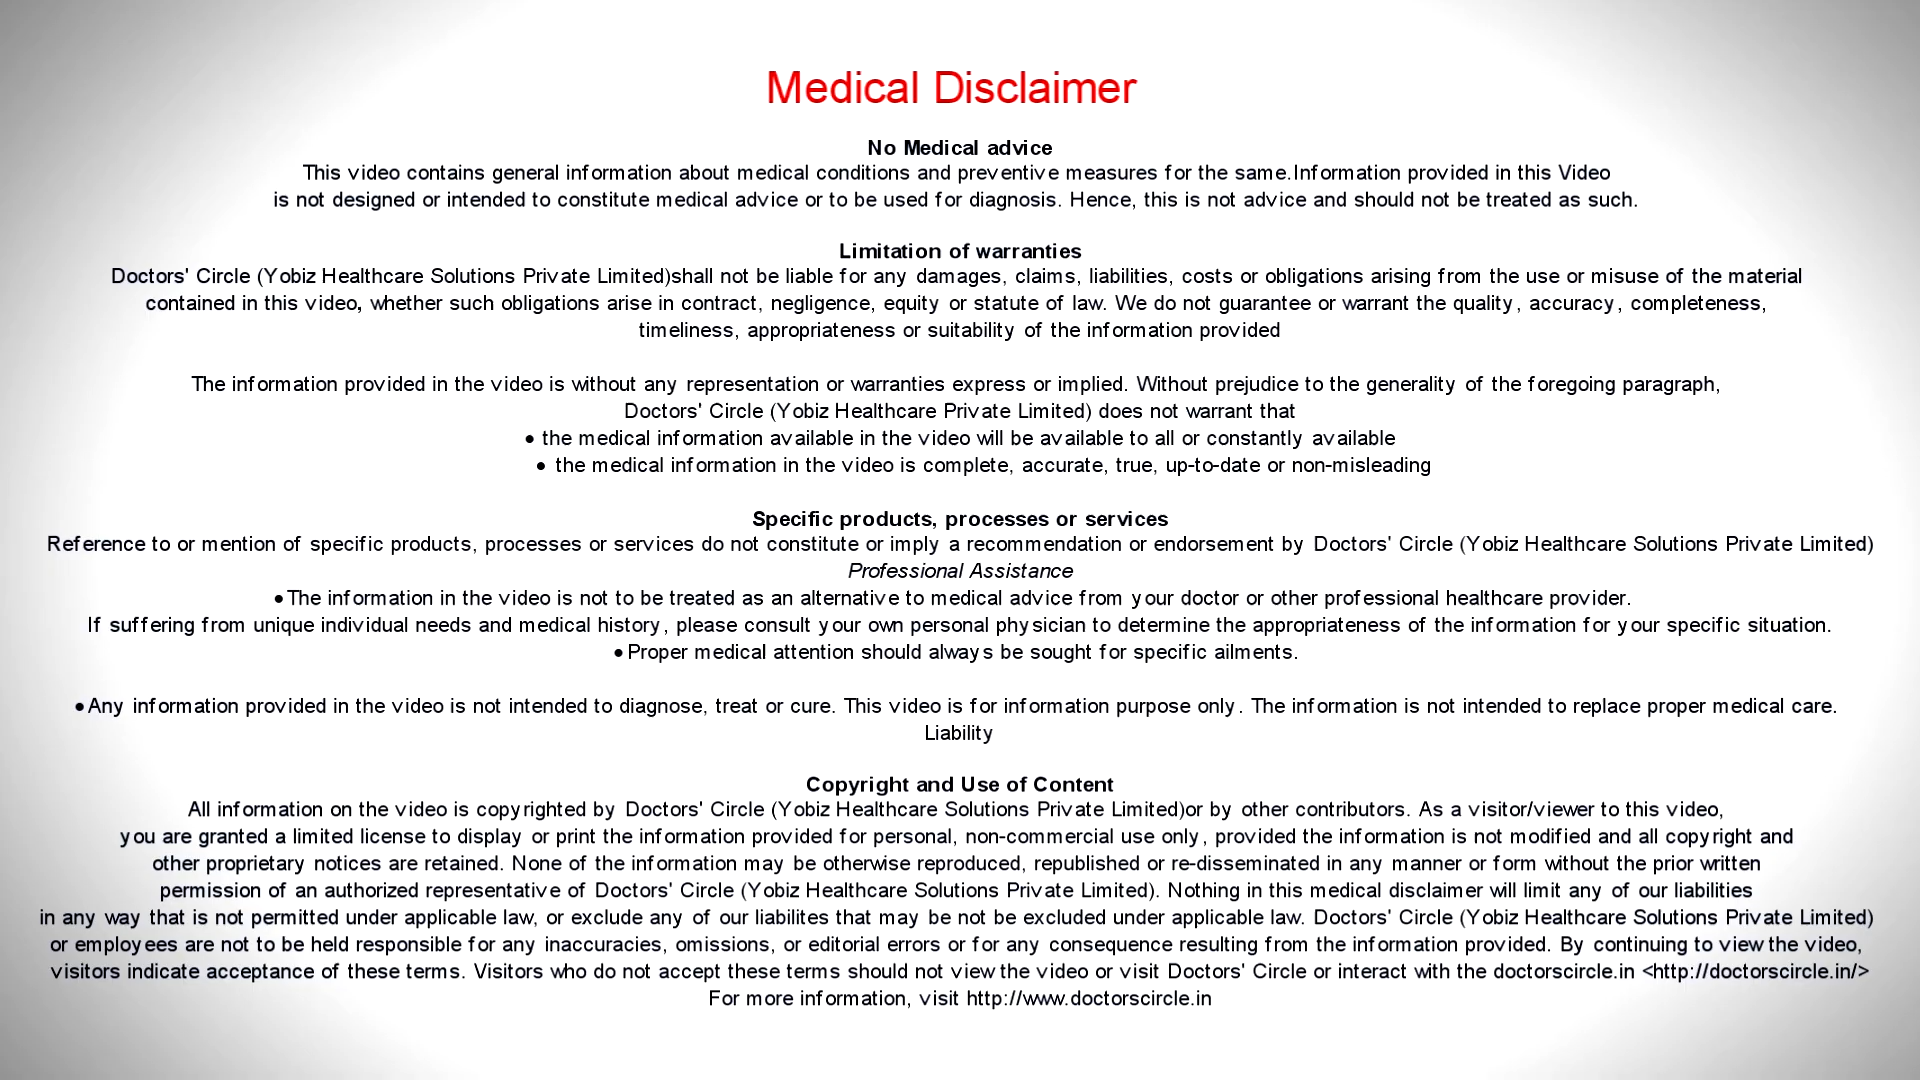 Medical Disclaimer
No Medical advice
This video contains general information about medical conditions and preventive measures for the same.Information provided in this Video
is not designed or intended to constitute medical advice or to be used for diagnosis. Hence, this is not advice and should not be treated as such.
Limitation of warranties
Doctors' Circle (Yobiz Healthcare Solutions Private Limited)shall not be liable for any damages, claims, liabilities, costs or obligations arising from the use or misuse of the material
contained in this video, whether such obligations arise in contract, negligence, equity or statute of law. We do not guarantee or warrant the quality, accuracy, completeness,
timeliness, appropriateness or suitability of the information provided
The information provided in the video is without any representation or warranties express or implied. Without prejudice to the generality of the foregoing paragraph,
Doctors' Circle (Yobiz Healthcare Private Limited) does not warrant that
• the medical information available in the video will be available to all or constantly available
• the medical information in the video is complete, accurate, true, up-to-date or non-misleading
Specific products, processes or services
Reference to or mention of specific products, processes or services do not constitute or imply a recommendation or endorsement by Doctors' Circle (Yobiz Healthcare Solutions Private Limited)
Professional Assistance
•The information in the video is not to be treated as an alternative to medical advice from your doctor or other professional healthcare provider.
If suffering from unique individual needs and medical history, please consult your own personal physician to determine the appropriateness of the information for your specific situation.
•Proper medical attention should always be sought for specific ailments.
•Any information provided in the video is not intended to diagnose, treat or cure. This video is for information purpose only. The information is not intended to replace proper medical care.
Liability
Copyright and Use of Content
All information on the video is copyrighted by Doctors' Circle (Yobiz Healthcare Solutions Private Limited)or by other contributors. As a visitor/viewer to this video,
you are granted a limited license to display or print the information provided for personal, non-commercial use only, provided the information is not modified and all copyright and
other proprietary notices are retained. None of the information may be otherwise reproduced, republished or re-disseminated in any manner or form without the prior written
permission of an authorized representative of Doctors' Circle (Yobiz Healthcare Solutions Private Limited). Nothing in this medical disclaimer will limit any of our liabilities
in any way that is not permitted under applicable law, or exclude any of our liabilites that may be not be excluded under applicable law. Doctors' Circle (Yobiz Healthcare Solutions Private Limited)
or employees are not to be held responsible for any inaccuracies, omissions, or editorial errors or for any consequence resulting from the information provided. By continuing to view the video,
visitors indicate acceptance of these terms. Visitors who do not accept these terms should not view the video or visit Doctors' Circle or interact with the doctorscircle.in <http://doctorscircle.in/>
For more information, visit http://www.doctorscircle.in